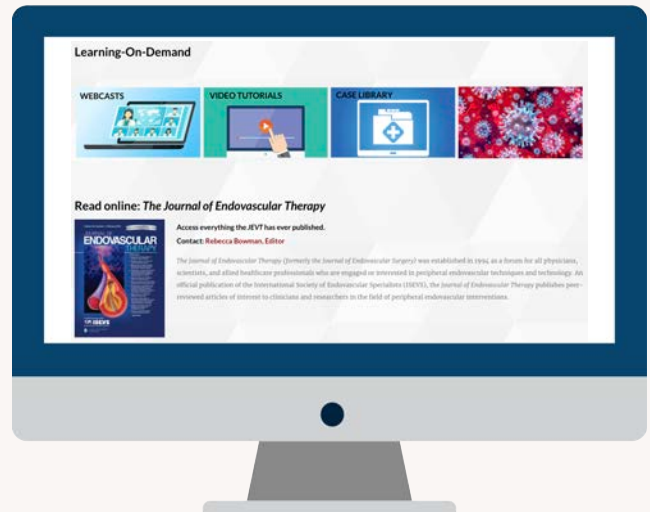 Learning-On-Demand
WEBCASTS
VIDEO TUTORIALS
CASE LIBRARY
Read online: The Journal of Endovascular Therapy
JOURNAL OF
ENDOVASCULAR
THERAPY
ISEVS
Access everything the JEVT has ever published.
Contact: Rebecca Bowman, Editor
The Journal of Endovascular Therapy (formerly the Journal of Endovascular Surgery) was established in 1994 as a forum for all physicians,
scientists, and allied healthcare professionals who are engaged or interested in peripheral endovascular techniques and technology. An
official publication of the International Society of Endovascular Specialists (ISEVS), the Journal of Endovascular Therapy publishes peer-
reviewed articles of interest to clinicians and researchers in the field of peripheral endovascular interventions.